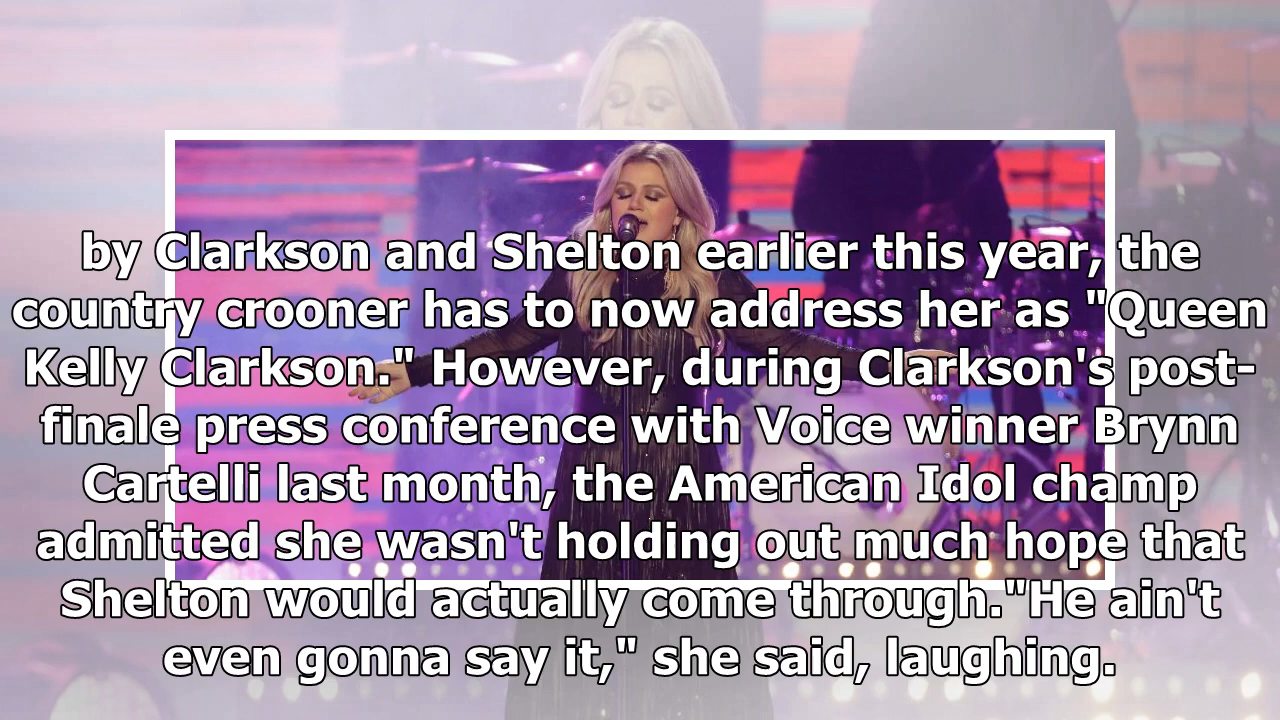 by Clarkson and Shelton earlier this year, the
country crooner has to now address her as "Queen
Kelly Clarkson." However, during Clarkson's post-
finale press conference with Voice winner Brynn
Cartelli last month, the American Idol champ
admitted she wasn't holding out much hope that
Shelton would actually come through."He ain't
even gonna say it," she said, laughing.